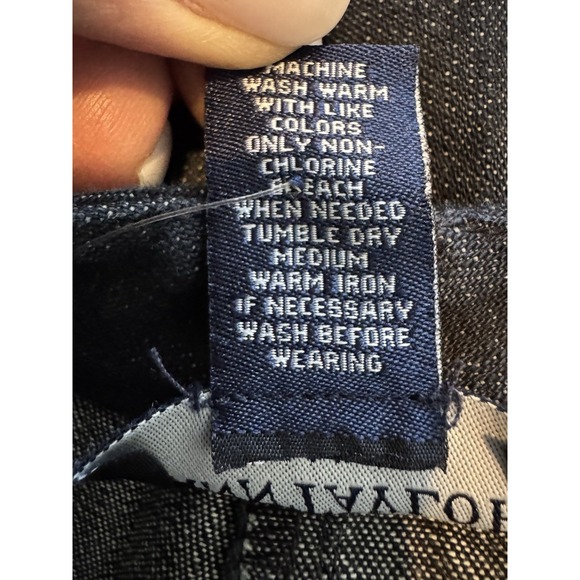 MACHINE
WASH WARM
WITH LIKE
COLORS
ONLY NON-
CHLORINE
BLEACH
WHEN NEEDED
TUMBLE DRY
MEDIUM
WARM IRON
IF NECESSARY
WASH BEFORE
WEARING
TAYLOR